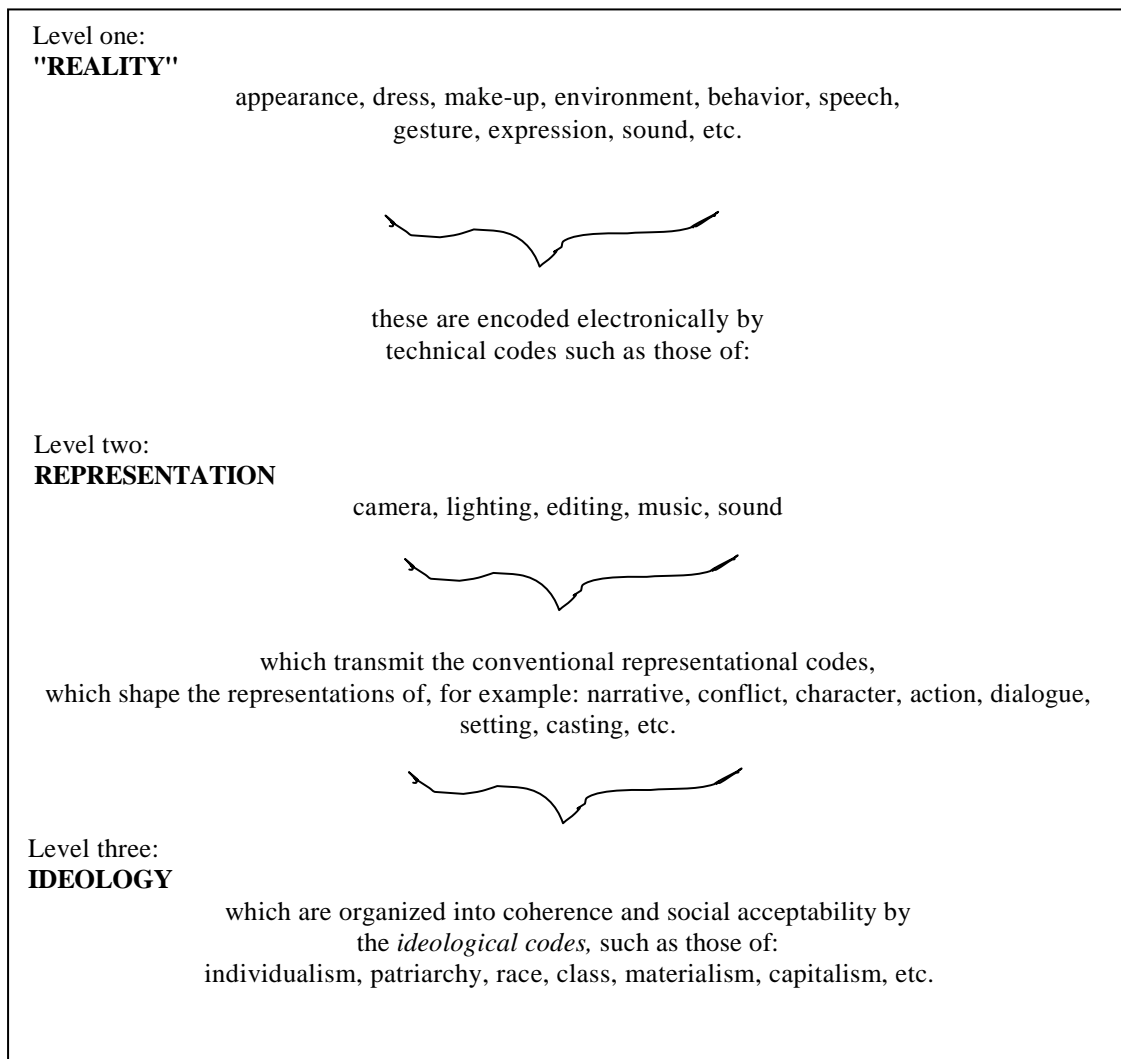 Level one:
"REALITY"
appearance, dress, make-up, environment, behavior, speech,
gesture, expression, sound, etc.
these are encoded electronically by
technical codes such as those of:
Level two:
REPRESENTATION
camera, lighting, editing, music, sound
which transmit the conventional representational codes,
which shape the representations of, for example: narrative, conflict, character, action, dialogue,
setting, casting, etc.
Level three:
IDEOLOGY
which are organized into coherence and social acceptability by
the ideological codes, such as those of:
individualism, patriarchy, race, class, materialism, capitalism, etc.